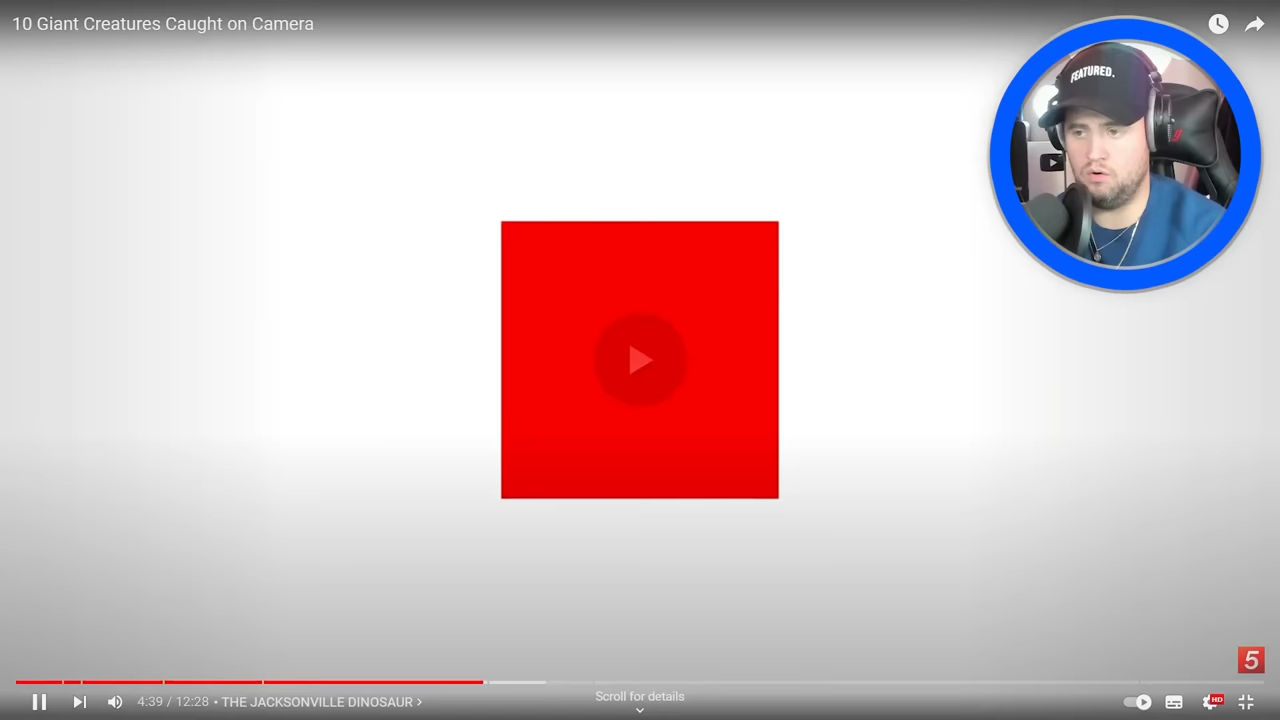 10 Giant Creatures Caught on Camera
FEATURED.
5
4:39 / 12:28 • THE JACKSONVILLE DINOSAUR >
Scroll for details
HD